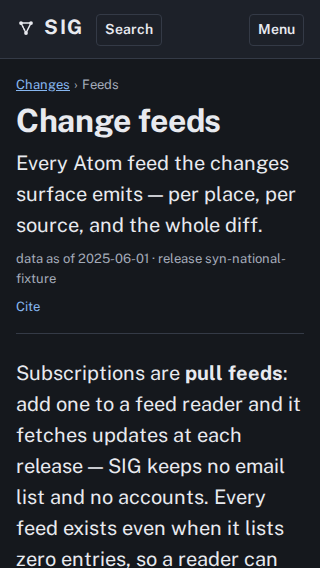 SIG
Search
Menu
Changes › Feeds
Change feeds
Every Atom feed the changes
surface emits — per place, per
source, and the whole diff.
data as of 2025-06-01 · release syn-national-
fixture
Cite
Subscriptions are pull feeds:
add one to a feed reader and it
fetches updates at each
release — SIG keeps no email
list and no accounts. Every
feed exists even when it lists
zero entries, so a reader can